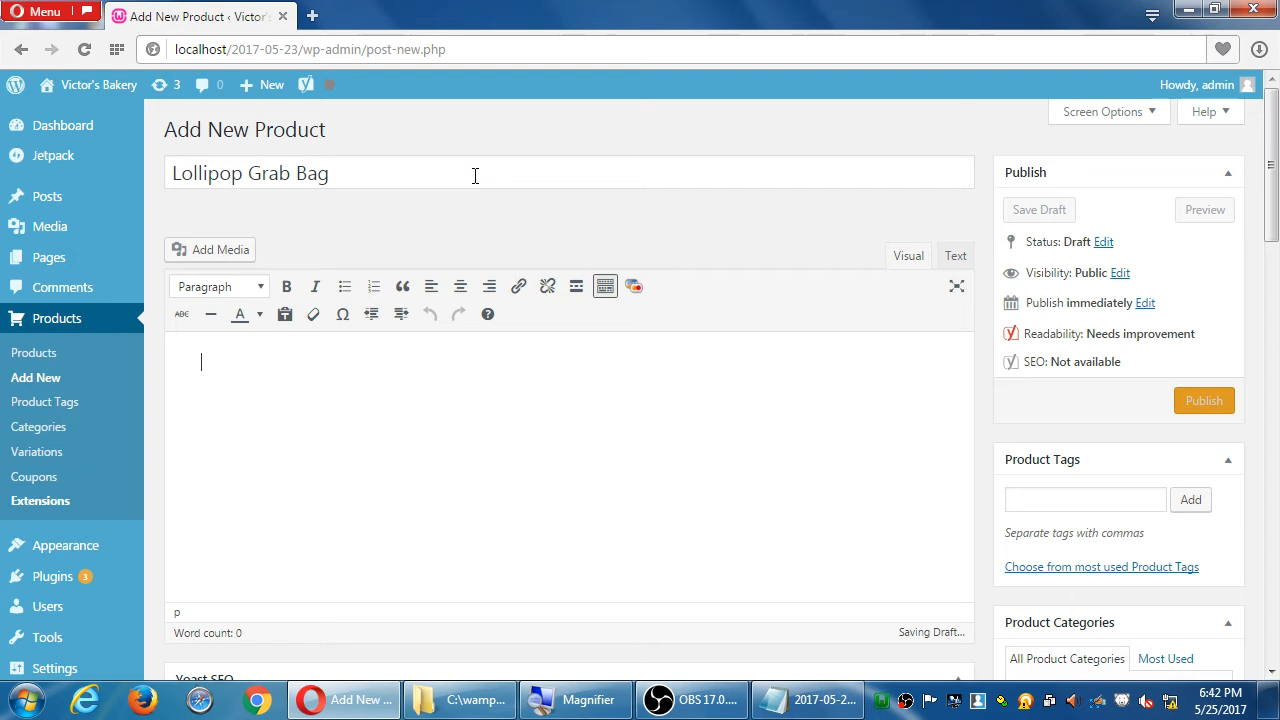 Menu
Add New Product ‹ Victor's
localhost/2017-05-23/wp-admin/post-new.php
Victor's Bakery
3
0
New
Howdy, admin
Screen Options
Help
Dashboard
Jetpack
Posts
Media
Pages
Comments
Products
Products
Add New
Product Tags
Categories
Variations
Coupons
Extensions
Appearance
Plugins 3
Users
Tools
Settings
Add New Product
Lollipop Grab Bag
Add Media
Visual
Text
Paragraph
B I
ABC
A
p
Word count: 0
Saving Draft...
Yoast SEO
Publish
Save Draft
Preview
Status: Draft Edit
Visibility: Public Edit
Publish immediately Edit
Readability: Needs improvement
SEO: Not available
Publish
Product Tags
Add
Separate tags with commas
Choose from most used Product Tags
Product Categories
All Product Categories
Most Used
Add New ...
C:\wamp...
Magnifier
OBS 17.0....
2017-05-2...
6:42 PM
5/25/2017